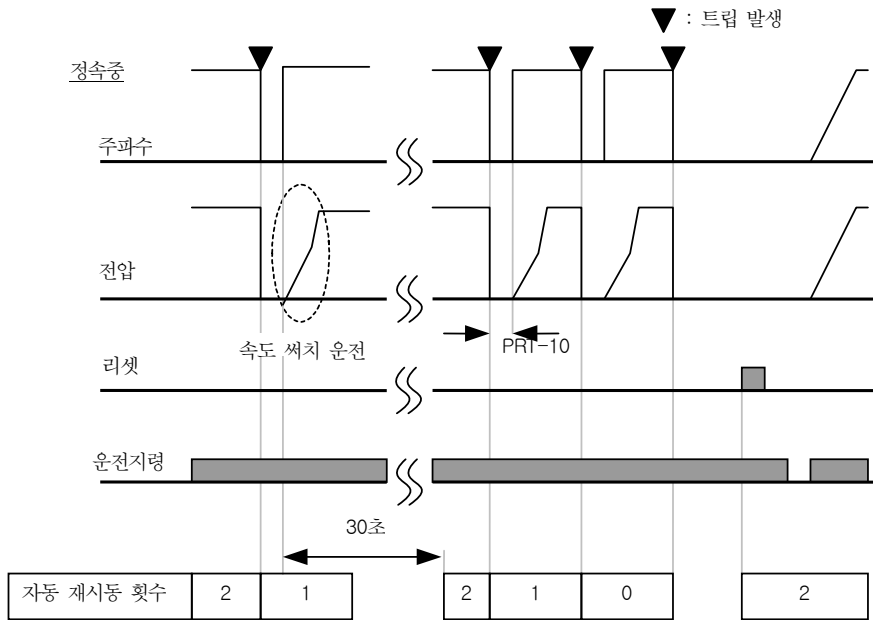 ▼ : 트립 발생
정속중
주파수
전압
속도 써치 운전
PRT-10
리셋
운전지령
30초
자동 재시동 횟수 2 1 2 1 0 2